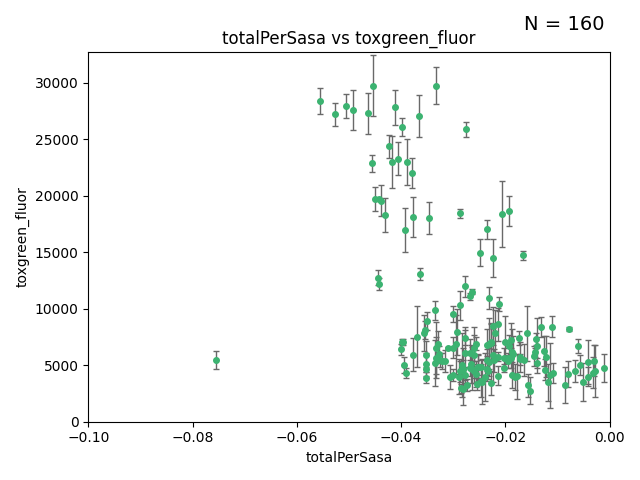 N = 160
totalPerSasa vs toxgreen_fluor
30000
25000
20000
15000
10000
5000
0
toxgreen_fluor
−0.10 −0.08 −0.06 −0.04 −0.02 0.00
totalPerSasa